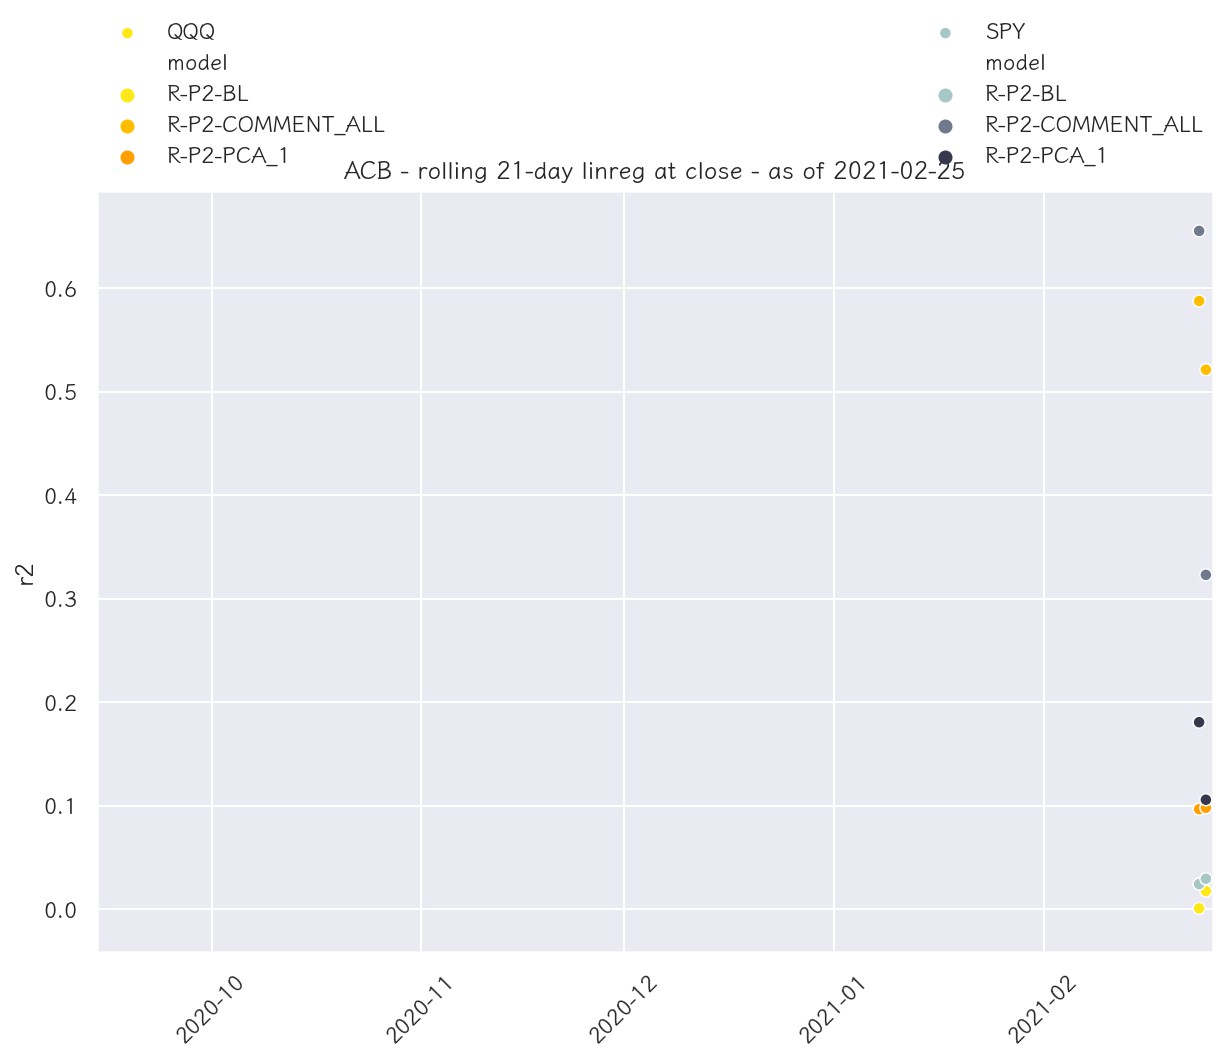 QQQ
model
R-P2-BL
R-P2-COMMENT_ALL
R-P2-PCA_1
SPY
model
R-P2-BL
R-P2-COMMENT_ALL
R-P2-PCA_1
ACB - rolling 21-day linreg at close - as of 2021-02-25
r2
0.6
0.5
0.4
0.3
0.2
0.1
0.0
2020-10
2020-11
2020-12
2021-01
2021-02